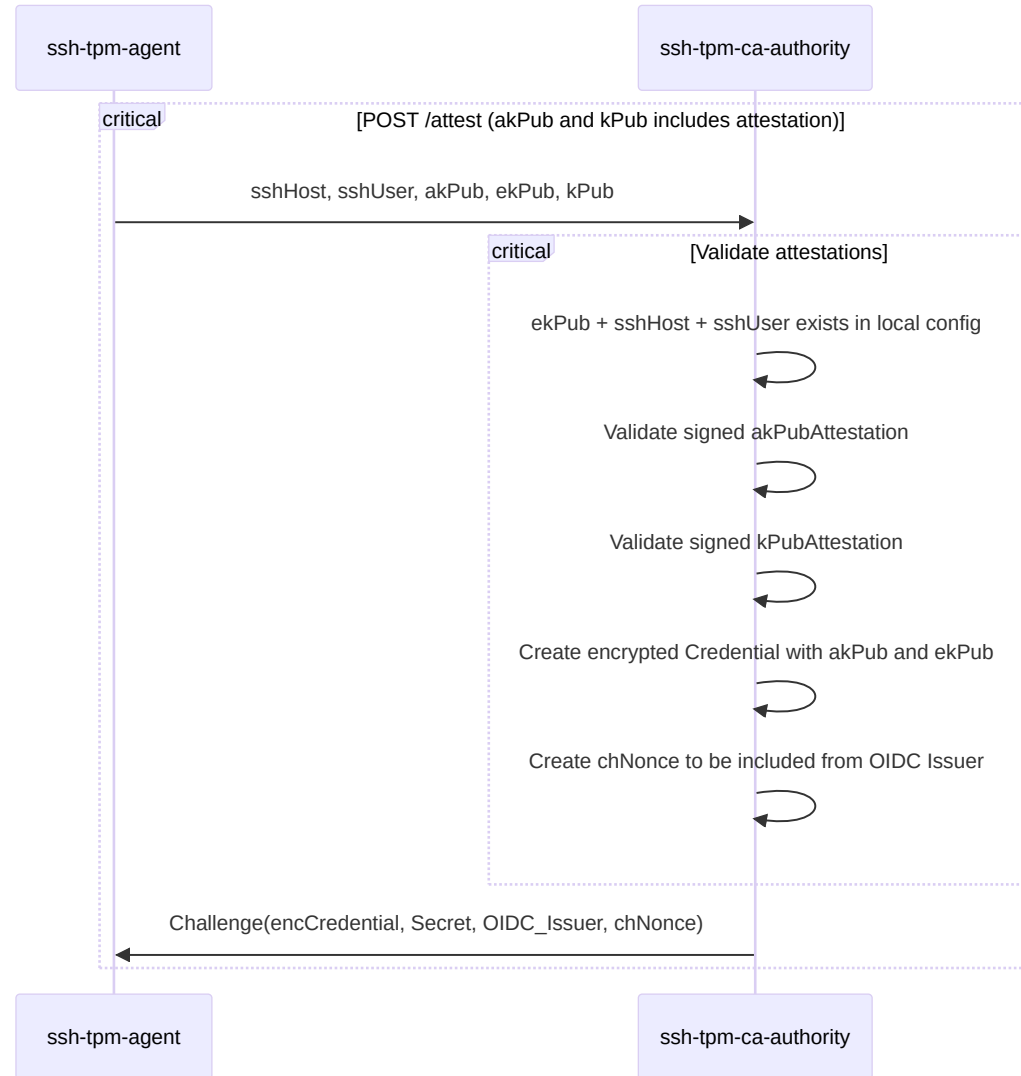 ssh-tpm-agent
ssh-tpm-ca-authority
critical
[POST /attest (akPub and kPub includes attestation)]
sshHost, sshUser, akPub, ekPub, kPub
critical
[Validate attestations]
ekPub + sshHost + sshUser exists in local config
Validate signed akPubAttestation
Validate signed kPubAttestation
Create encrypted Credential with akPub and ekPub
Create chNonce to be included from OIDC Issuer
Challenge(encCredential, Secret, OIDC_Issuer, chNonce)
ssh-tpm-agent
ssh-tpm-ca-authority